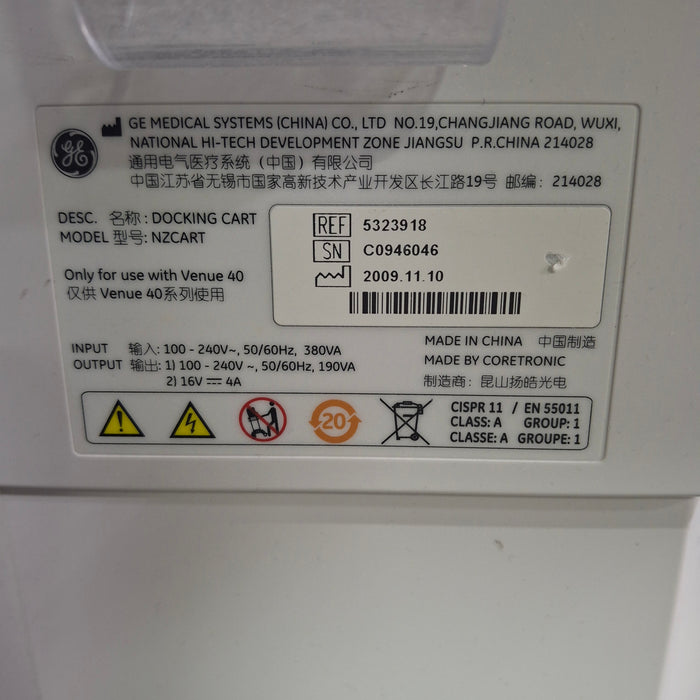 GE MEDICAL SYSTEMS (CHINA) CO., LTD NO.19,CHANGJIANG ROAD, WUXI,
NATIONAL HI-TECH DEVELOPMENT ZONE JIANGSU P.R.CHINA 214028
通用电气医疗系统（中国）有限公司
中国江苏省无锡市国家高新技术产业开发区长江路19号 邮编: 214028
GE
DESC. 名称: DOCKING CART
MODEL 型号: NZCART
Only for use with Venue 40
仅供 Venue 40系列使用
REF 5323918
SN C0946046
2009.11.10
INPUT 输入: 100 - 240V~, 50/60Hz, 380VA
OUTPUT 输出: 1) 100 - 240V ~, 50/60Hz, 190VA
2) 16V ⎓ 4A
MADE IN CHINA 中国制造
MADE BY CORETRONIC
制造商: 昆山扬皓光电
20
CISPR 11 / EN 55011
CLASS: A GROUP: 1
CLASSE: A GROUPE: 1